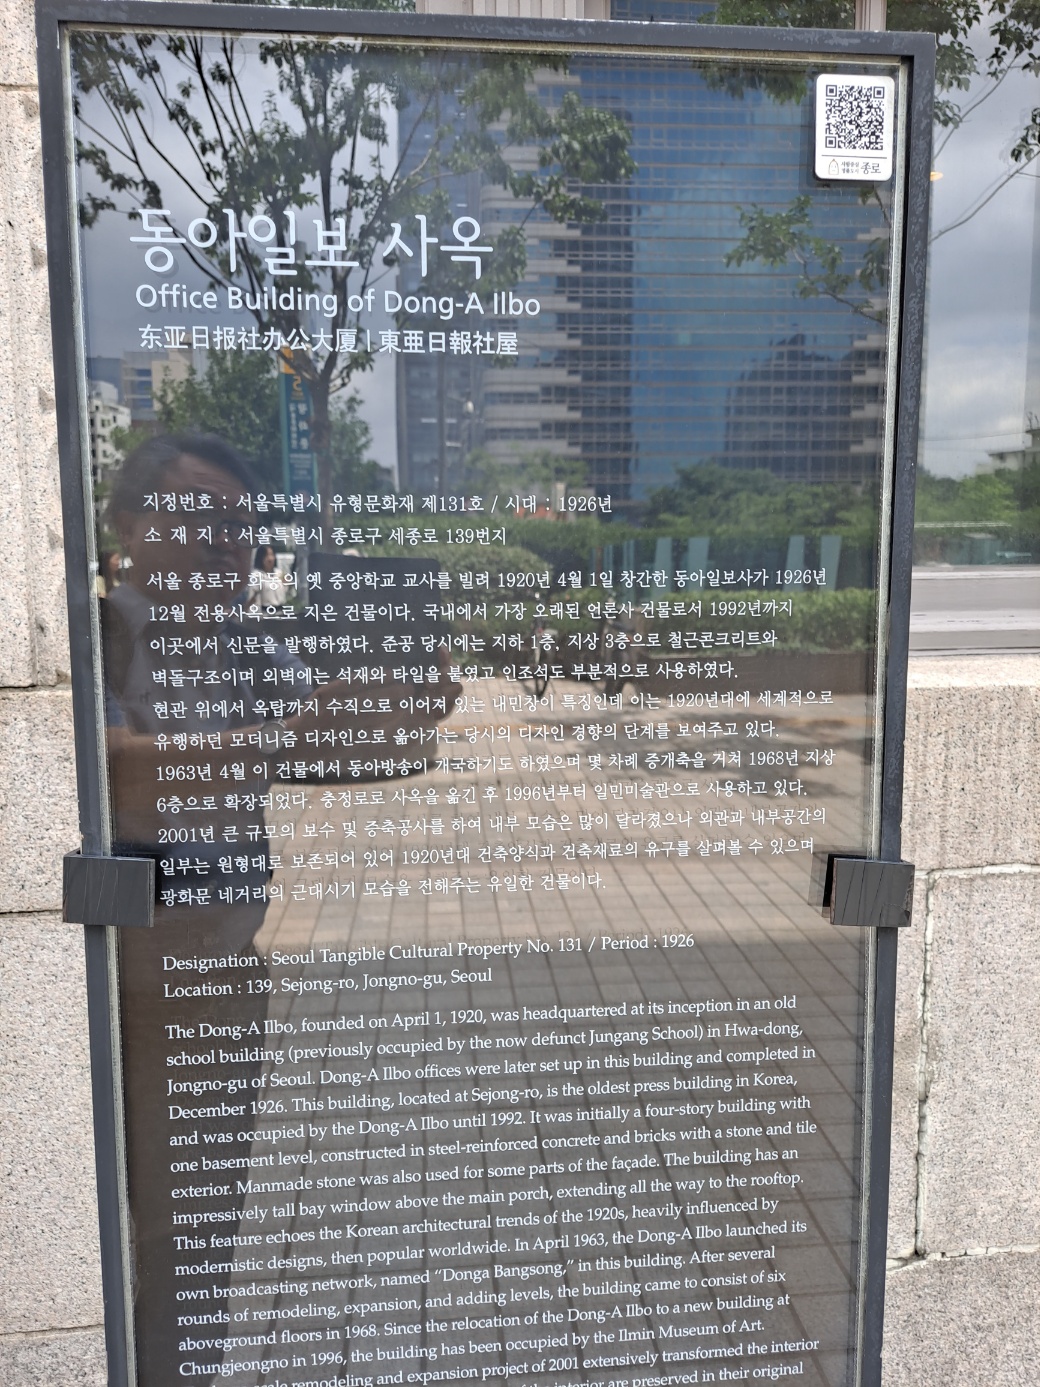 종로
동아일보 사옥
Office Building of Dong-A Ilbo
东亚日报社办公大厦 | 東亜日報社屋
지정번호 : 서울특별시 유형문화재 제131호 / 시대 : 1926년
소 재 지 : 서울특별시 종로구 세종로 139번지
서울 종로구 화동의 옛 중앙학교 교사를 빌려 1920년 4월 1일 창간한 동아일보사가 1926년
12월 전용사옥으로 지은 건물이다. 국내에서 가장 오래된 언론사 건물로서 1992년까지
이곳에서 신문을 발행하였다. 준공 당시에는 지하 1층, 지상 3층으로 철근콘크리트와
벽돌구조이며 외벽에는 석재와 타일을 붙였고 인조석도 부분적으로 사용하였다.
현관 위에서 옥탑까지 수직으로 이어져 있는 내민창이 특징인데 이는 1920년대에 세계적으로
유행하던 모더니즘 디자인으로 옮아가는 당시의 디자인 경향의 단계를 보여주고 있다.
1963년 4월 이 건물에서 동아방송이 개국하기도 하였으며 몇 차례 증개축을 거쳐 1968년 지상
6층으로 확장되었다. 충정로로 사옥을 옮긴 후 1996년부터 일민미술관으로 사용하고 있다.
2001년 큰 규모의 보수 및 증축공사를 하여 내부 모습은 많이 달라졌으나 외관과 내부공간의
일부는 원형대로 보존되어 있어 1920년대 건축양식과 건축재료의 유구를 살펴볼 수 있으며
광화문 네거리의 근대시기 모습을 전해주는 유일한 건물이다.
Designation : Seoul Tangible Cultural Property No. 131 / Period : 1926
Location : 139, Sejong-ro, Jongno-gu, Seoul
The Dong-A Ilbo, founded on April 1, 1920, was headquartered at its inception in an old
school building (previously occupied by the now defunct Jungang School) in Hwa-dong,
Jongno-gu of Seoul. Dong-A Ilbo offices were later set up in this building and completed in
December 1926. This building, located at Sejong-ro, is the oldest press building in Korea,
and was occupied by the Dong-A Ilbo until 1992. It was initially a four-story building with
one basement level, constructed in steel-reinforced concrete and bricks with a stone and tile
exterior. Manmade stone was also used for some parts of the façade. The building has an
impressively tall bay window above the main porch, extending all the way to the rooftop.
This feature echoes the Korean architectural trends of the 1920s, heavily influenced by
modernistic designs, then popular worldwide. In April 1963, the Dong-A Ilbo launched its
own broadcasting network, named “Donga Bangsong,” in this building. After several
rounds of remodeling, expansion, and adding levels, the building came to consist of six
aboveground floors in 1968. Since the relocation of the Dong-A Ilbo to a new building at
Chungjeongno in 1996, the building has been occupied by the Ilmin Museum of Art.
remodeling and expansion project of 2001 extensively transformed the interior
interior are preserved in their original